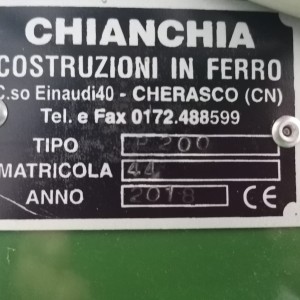 CHIANCHIA
COSTRUZIONI IN FERRO
C.so Einaudi40 - CHERASCO (CN)
Tel. e Fax 0172.488599
TIPO P200
MATRICOLA 44
ANNO 2018 CE